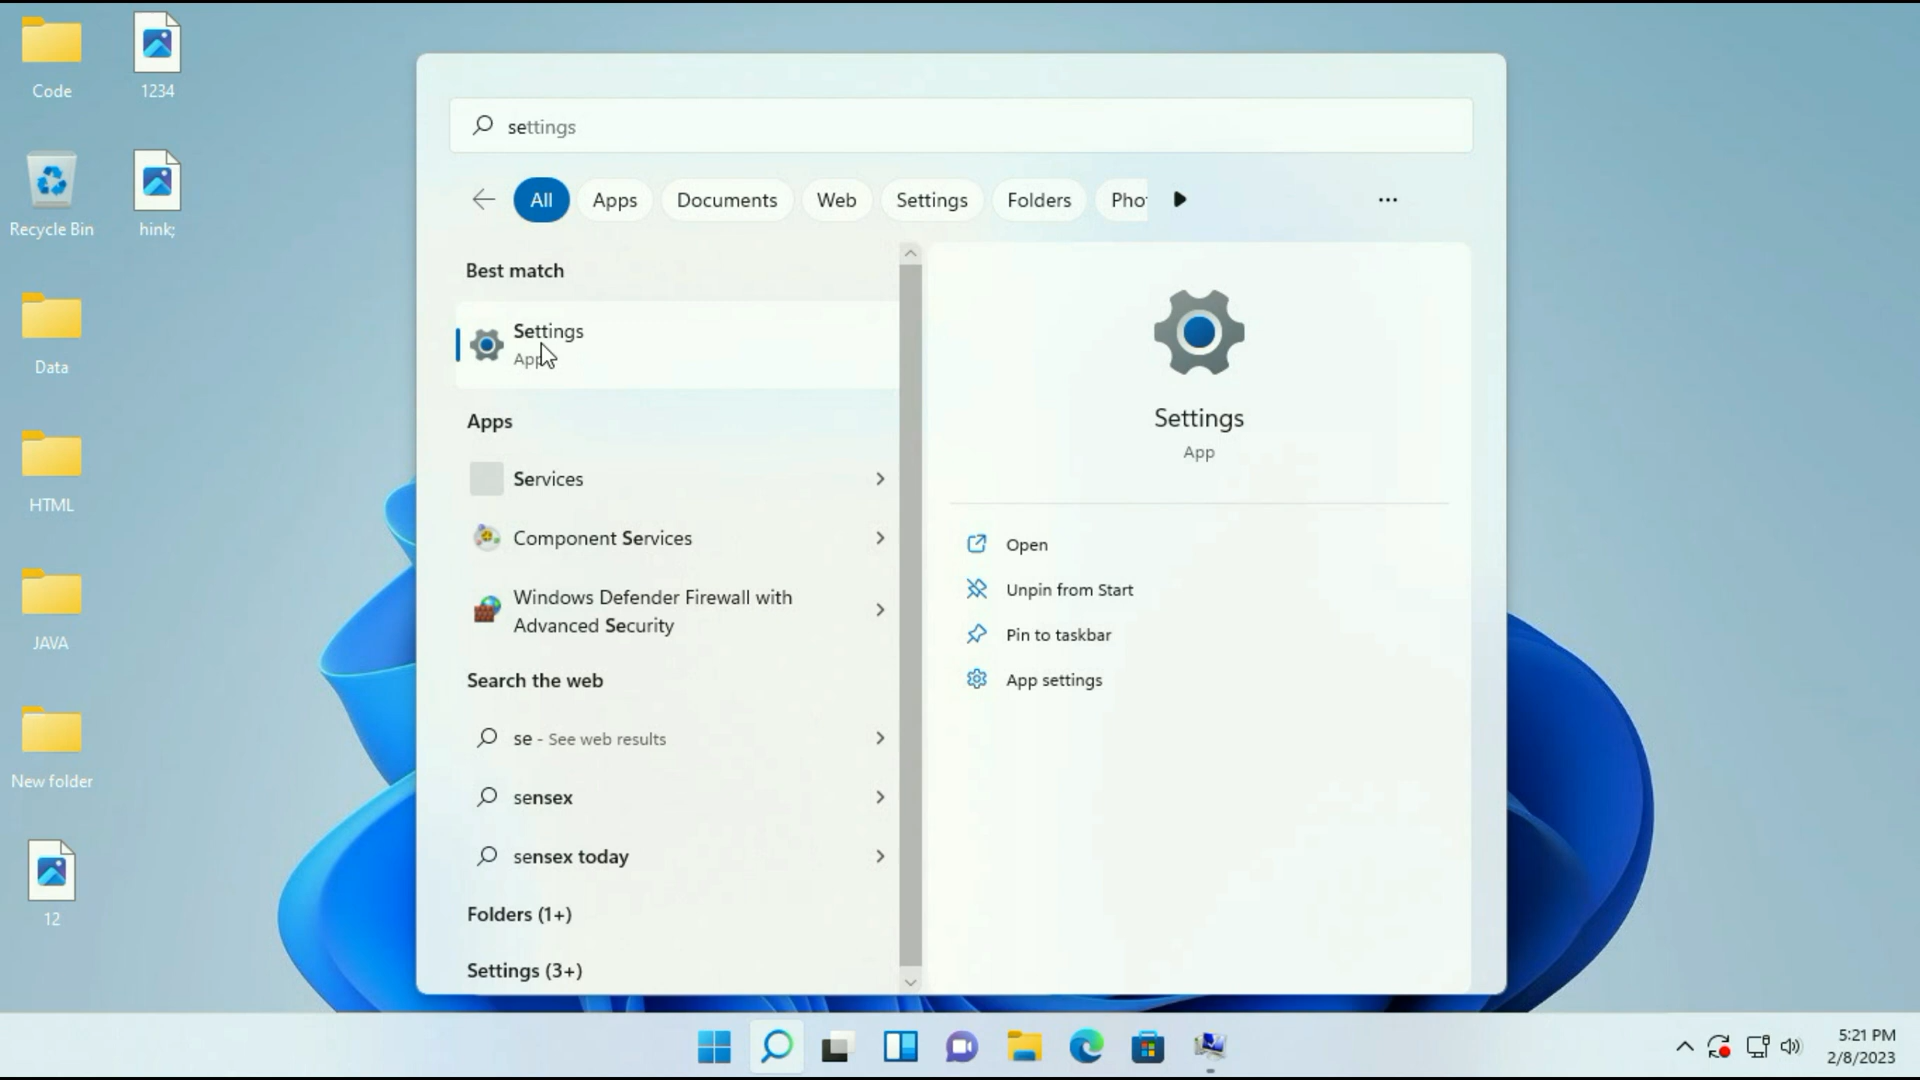 Code
1234
Recycle Bin
hink;
Data
HTML
JAVA
New folder
12
settings
All
Apps
Documents
Web
Settings
Folders
Pho
Best match
Settings
App
Apps
Services
Component Services
Windows Defender Firewall with
Advanced Security
Search the web
se - See web results
sensex
sensex today
Folders (1+)
Settings (3+)
Settings
App
Open
Unpin from Start
Pin to taskbar
App settings
5:21 PM
2/8/2023